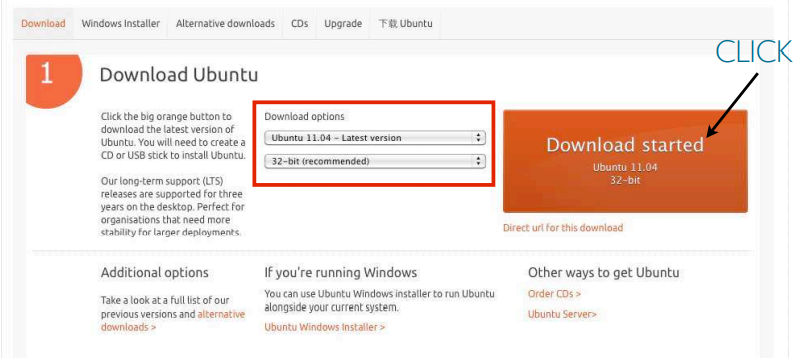 Download Windows Installer Alternative downloads CDs Upgrade 下载 Ubuntu
CLICK
1
Download Ubuntu
Click the big orange button to
download the latest version of
Ubuntu. You will need to create a
CD or USB stick to install Ubuntu.
Our long-term support (LTS)
releases are supported for three
years on the desktop. Perfect for
organisations that need more
stability for larger deployments.
Download options
Ubuntu 11.04 - Latest version
32-bit (recommended)
Download started
Ubuntu 11.04
32-bit
Direct url for this download
Additional options
Take a look at a full list of our
previous versions and alternative
downloads >
If you're running Windows
You can use Ubuntu Windows installer to run Ubuntu
alongside your current system.
Ubuntu Windows Installer >
Other ways to get Ubuntu
Order CDs >
Ubuntu Server>